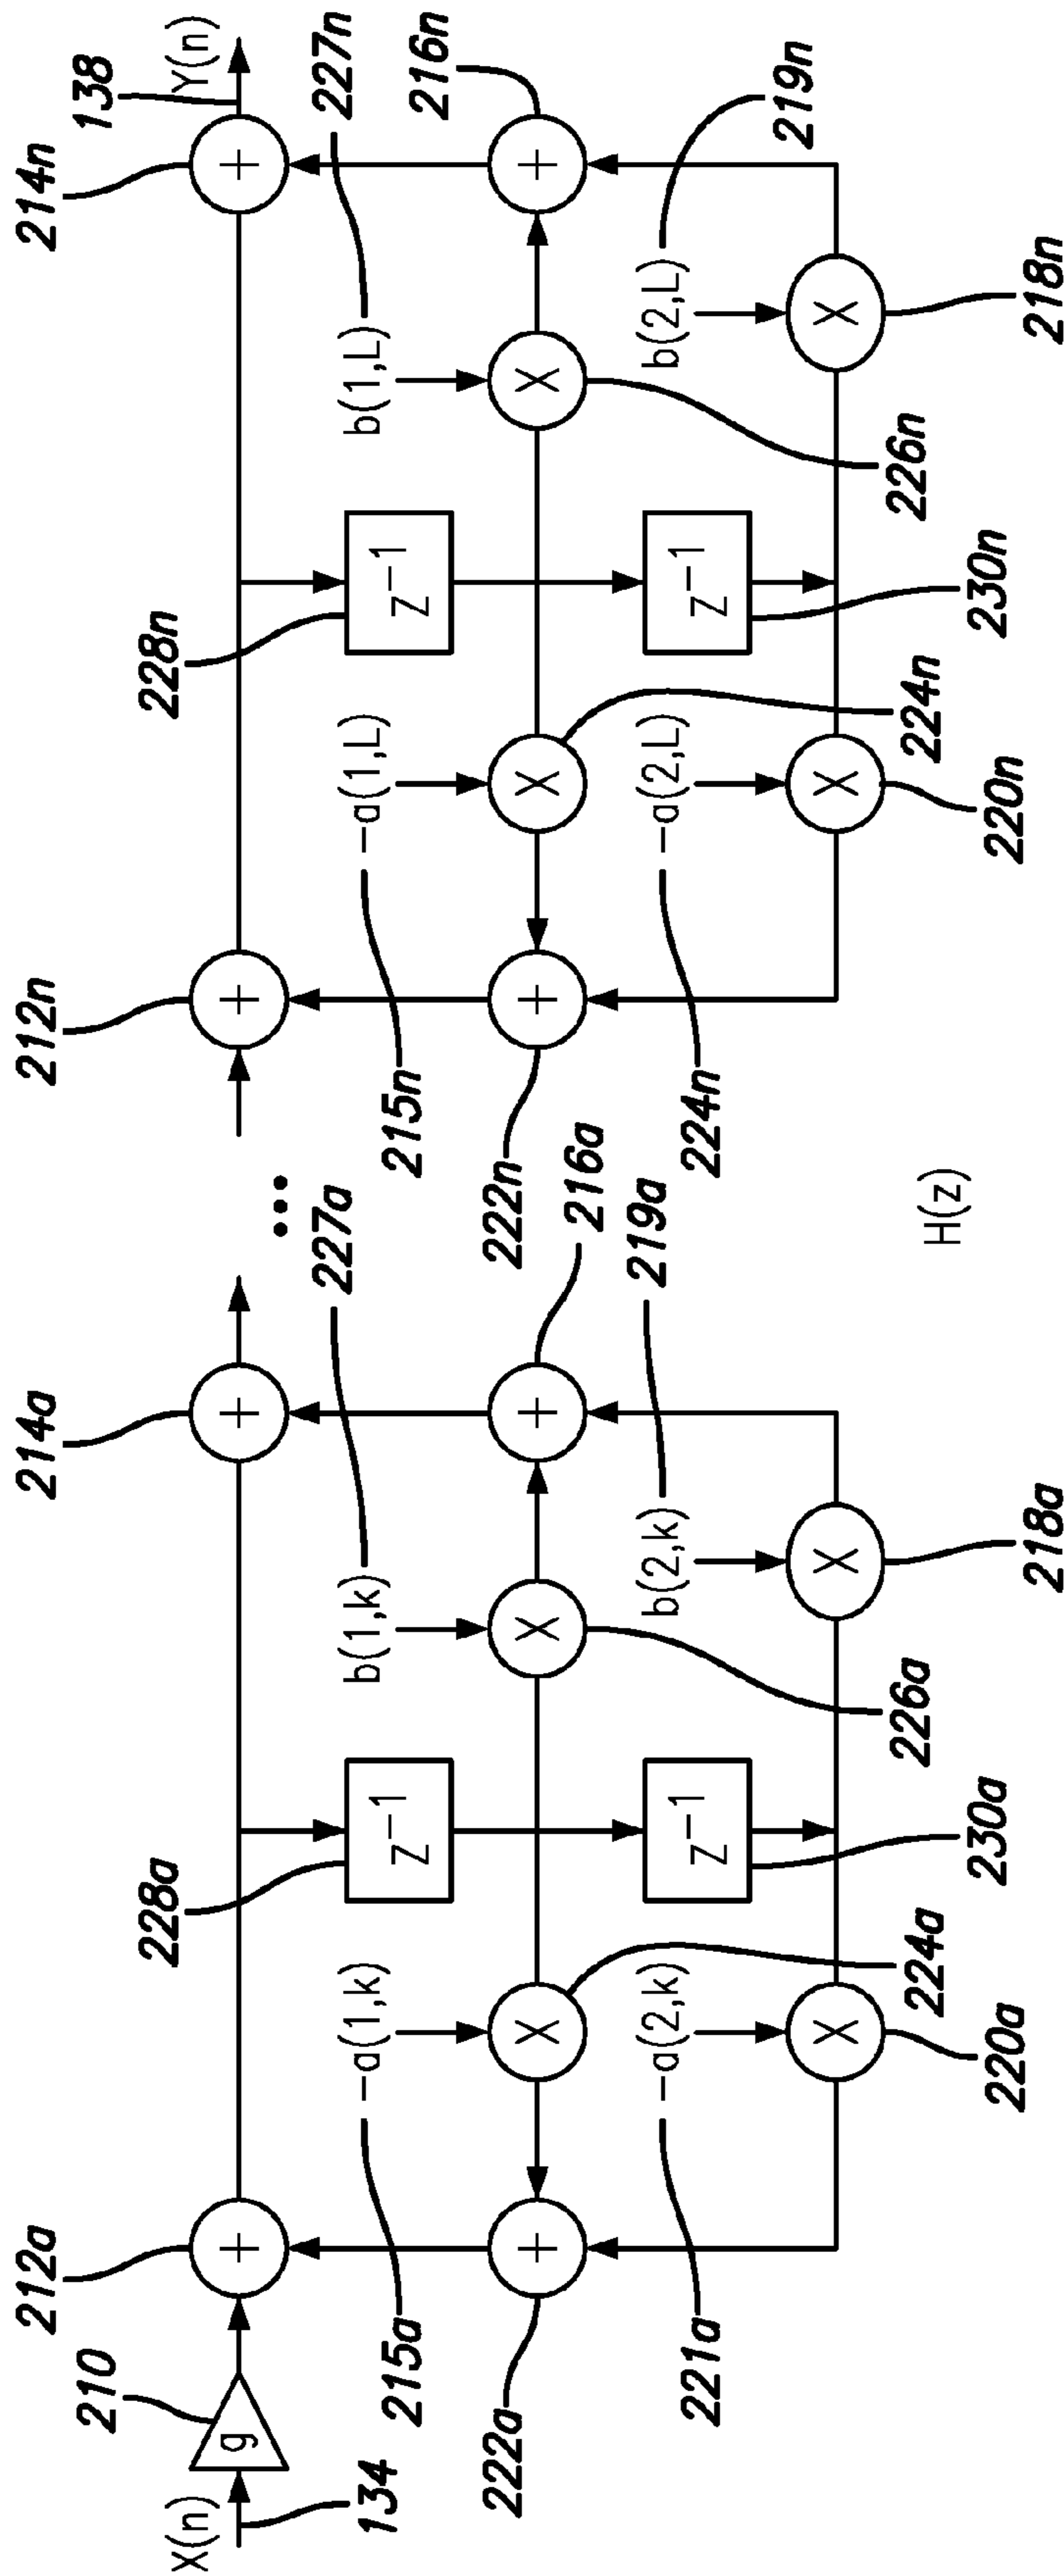 212a
214a
212n
214n
210
228a
228n
138
X(n)
g
Y(n)
134
227a
227n
215a
-a(1,k)
z⁻¹
b(1,k)
215n
-a(1,L)
z⁻¹
b(1,L)
222a
+
X
X
+
216a
222n
+
X
X
+
216n
+
+
+
+
219a
219n
221a
-a(2,k)
z⁻¹
b(2,k)
224n
-a(2,L)
z⁻¹
b(2,L)
X
X
X
X
224a
226a
224n
226n
220a
230a
218a
220n
230n
218n
...
H(z)